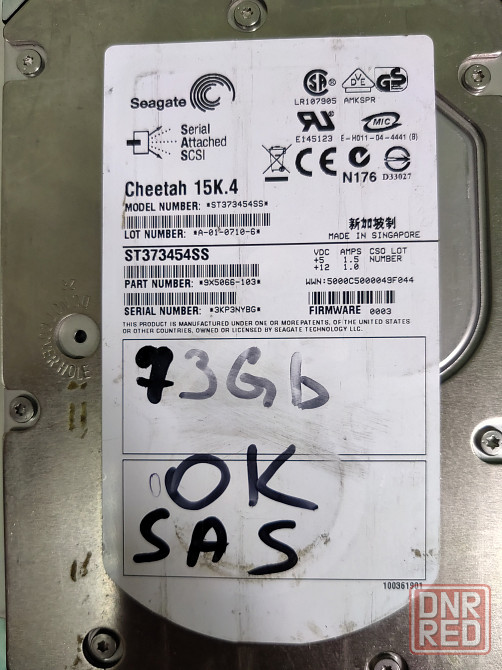 Seagate
Serial
Attached
SCSI
LR107905 AMKSPR
E145123 E-H011-04-4441 (B)
N176 D33027
Cheetah 15K.4
MODEL NUMBER: *ST373454SS*
LOT NUMBER: *A-01-0710-6*
新加坡制
MADE IN SINGAPORE
ST373454SS
PART NUMBER: *9X5066-103*
SERIAL NUMBER: *3KP3NYBG*
VDC AMPS CSO LOT
+5 1.5 NUMBER
+12 1.0
WWN:5000C5000049F044
FIRMWARE 0003
THIS PRODUCT IS MANUFACTURED UNDER ONE OR MORE PATENTS, OF THE UNITED STATES
OR OTHER COUNTRIES, OWNED OR LICENSED BY SEAGATE TECHNOLOGY LLC.
73Gb
OK
SAS
100361901
DNR
RED